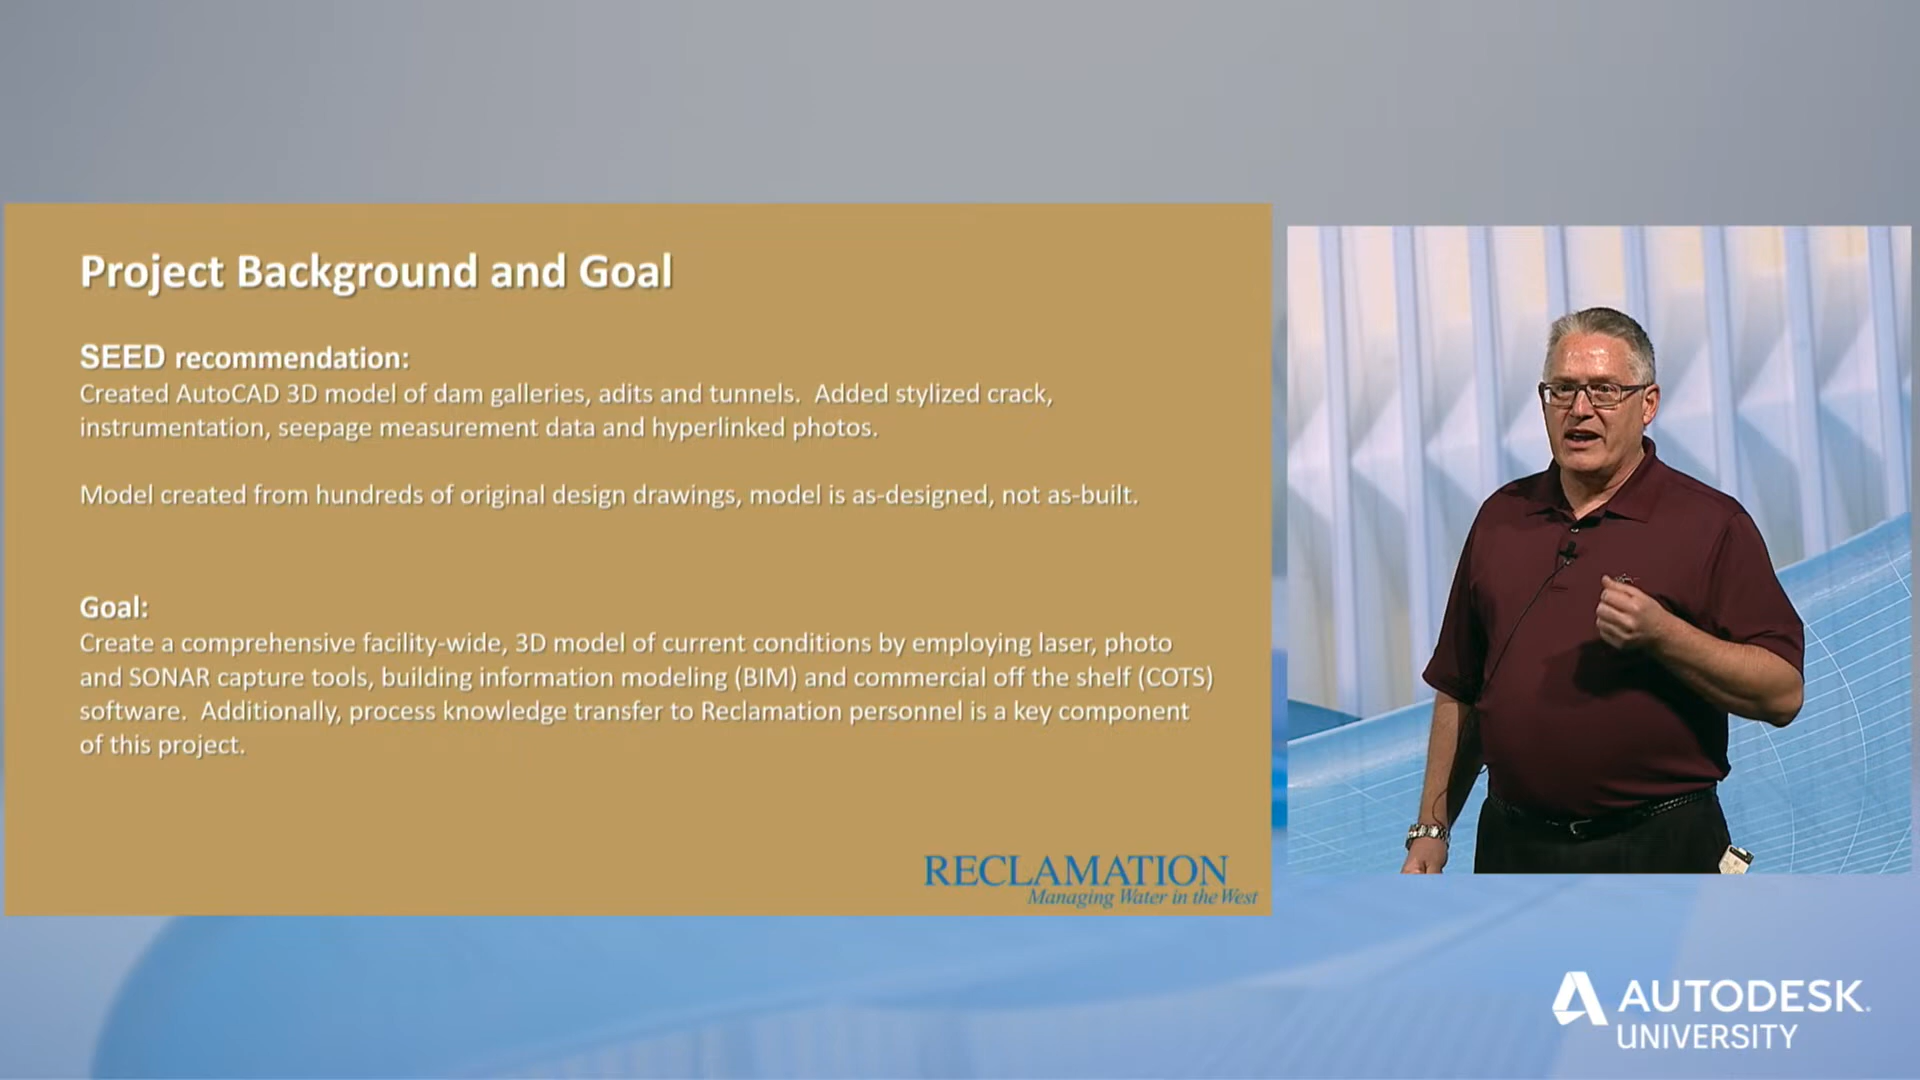 Project Background and Goal
SEED recommendation:
Created AutoCAD 3D model of dam galleries, adits and tunnels. Added stylized crack,
instrumentation, seepage measurement data and hyperlinked photos.
Model created from hundreds of original design drawings, model is as-designed, not as-built.
Goal:
Create a comprehensive facility-wide, 3D model of current conditions by employing laser, photo
and SONAR capture tools, building information modeling (BIM) and commercial off the shelf (COTS)
software. Additionally, process knowledge transfer to Reclamation personnel is a key component
of this project.
RECLAMATION
Managing Water in the West
AUTODESK
UNIVERSITY